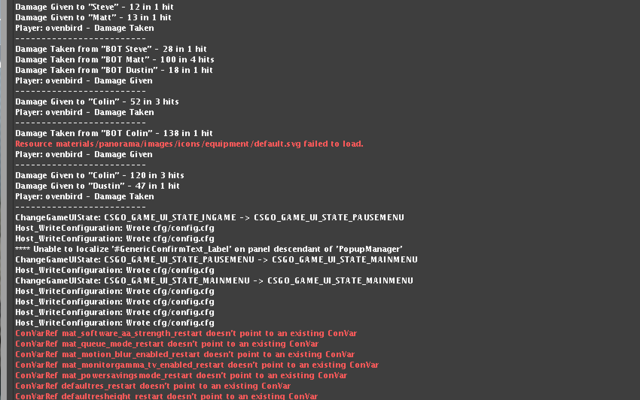 Damage Given to "Steve" - 12 in 1 hit
Damage Given to "Matt" - 13 in 1 hit
Player: ovenbird - Damage Taken
-------------------------
Damage Taken from "BOT Steve" - 28 in 1 hit
Damage Taken from "BOT Matt" - 100 in 4 hits
Damage Taken from "BOT Dustin" - 18 in 1 hit
Player: ovenbird - Damage Given
-------------------------
Damage Given to "Colin" - 52 in 3 hits
Player: ovenbird - Damage Taken
-------------------------
Damage Taken from "BOT Colin" - 138 in 1 hit
Resource materials/panorama/images/icons/equipment/default.svg failed to load.
Player: ovenbird - Damage Given
-------------------------
Damage Given to "Colin" - 120 in 3 hits
Damage Given to "Dustin" - 47 in 1 hit
Player: ovenbird - Damage Taken
-------------------------
ChangeGameUIState: CSGO_GAME_UI_STATE_INGAME -> CSGO_GAME_UI_STATE_PAUSEMENU
Host_WriteConfiguration: Wrote cfg/config.cfg
Host_WriteConfiguration: Wrote cfg/config.cfg
**** Unable to localize '#GenericConfirmText_Label' on panel descendant of 'PopupManager'
ChangeGameUIState: CSGO_GAME_UI_STATE_PAUSEMENU -> CSGO_GAME_UI_STATE_MAINMENU
Host_WriteConfiguration: Wrote cfg/config.cfg
ChangeGameUIState: CSGO_GAME_UI_STATE_MAINMENU -> CSGO_GAME_UI_STATE_MAINMENU
Host_WriteConfiguration: Wrote cfg/config.cfg
Host_WriteConfiguration: Wrote cfg/config.cfg
Host_WriteConfiguration: Wrote cfg/config.cfg
Host_WriteConfiguration: Wrote cfg/config.cfg
ConVarRef mat_software_aa_strength_restart doesn't point to an existing ConVar
ConVarRef mat_queue_mode_restart doesn't point to an existing ConVar
ConVarRef mat_motion_blur_enabled_restart doesn't point to an existing ConVar
ConVarRef mat_monitorgamma_tv_enabled_restart doesn't point to an existing ConVar
ConVarRef mat_powersavingsmode_restart doesn't point to an existing ConVar
ConVarRef defaultres_restart doesn't point to an existing ConVar
ConVarRef defaultresheight_restart doesn't point to an existing ConVar